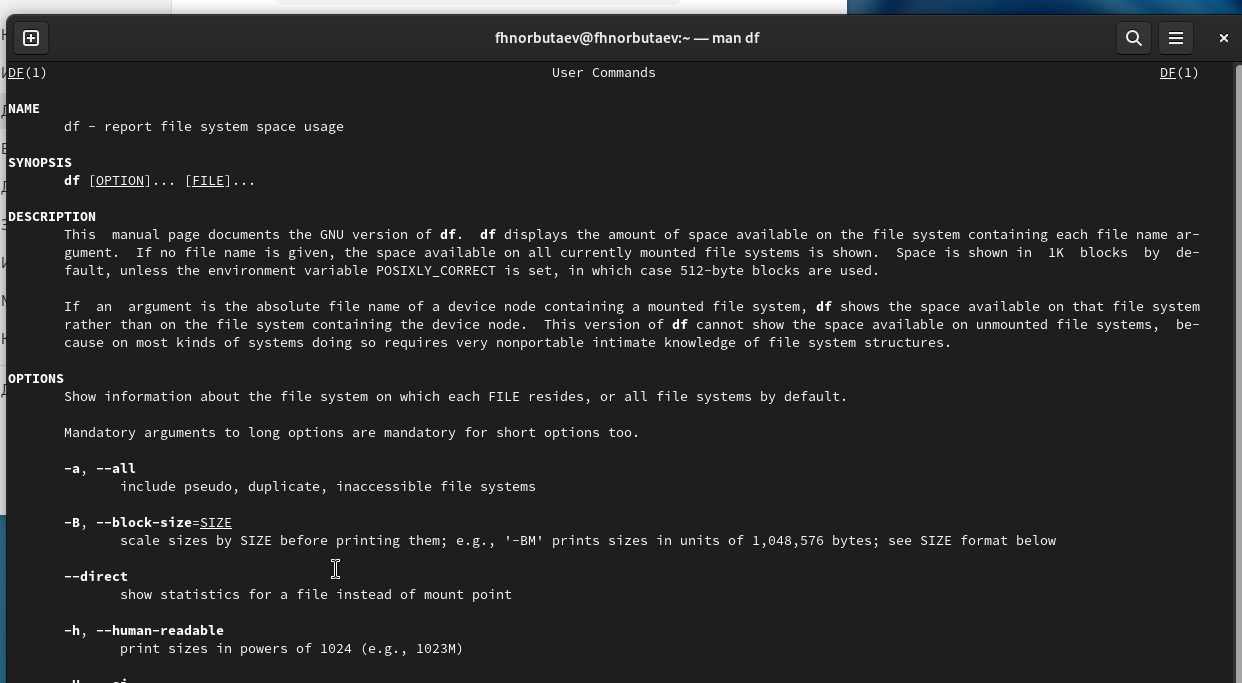 fhnorbutaev@fhnorbutaev:~ — man df
DF(1) User Commands DF(1)
NAME
df - report file system space usage
SYNOPSIS
df [OPTION]... [FILE]...
DESCRIPTION
This manual page documents the GNU version of df. df displays the amount of space available on the file system containing each file name ar-
gument. If no file name is given, the space available on all currently mounted file systems is shown. Space is shown in 1K blocks by de-
fault, unless the environment variable POSIXLY_CORRECT is set, in which case 512-byte blocks are used.
If an argument is the absolute file name of a device node containing a mounted file system, df shows the space available on that file system
rather than on the file system containing the device node. This version of df cannot show the space available on unmounted file systems, be-
cause on most kinds of systems doing so requires very nonportable intimate knowledge of file system structures.
OPTIONS
Show information about the file system on which each FILE resides, or all file systems by default.
Mandatory arguments to long options are mandatory for short options too.
-a, --all
include pseudo, duplicate, inaccessible file systems
-B, --block-size=SIZE
scale sizes by SIZE before printing them; e.g., '-BM' prints sizes in units of 1,048,576 bytes; see SIZE format below
--direct
show statistics for a file instead of mount point
-h, --human-readable
print sizes in powers of 1024 (e.g., 1023M)